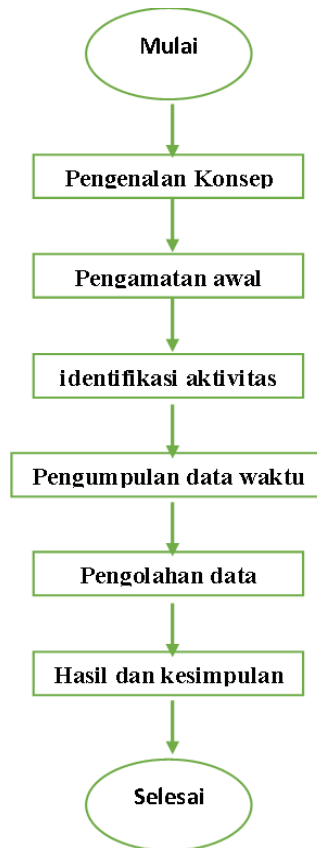 Mulai
Pengenalan Konsep
Pengamatan awal
identifikasi aktivitas
Pengumpulan data waktu
Pengolahan data
Hasil dan kesimpulan
Selesai